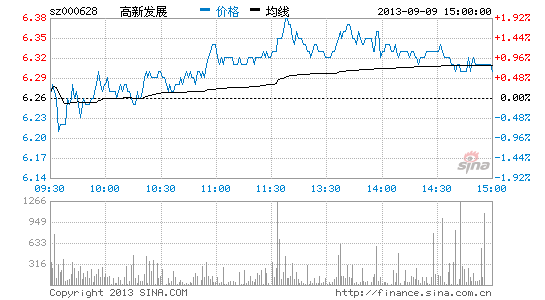 sz000628 高新发展 价格 均线 2013-09-09 15:00:00
6.38 1.92%
6.35 1.44%
6.32 0.96%
6.29 0.48%
6.26 0.00%
6.23 0.48%
6.20 0.96%
6.17 1.44%
6.14 1.92%
新浪财经
sina
09:30 10:00 10:30 11:00 11:30 13:30 14:00 14:30 15:00
1266
949
633
316
Copyright 2013 SINA.COM http://finance.sina.com.cn